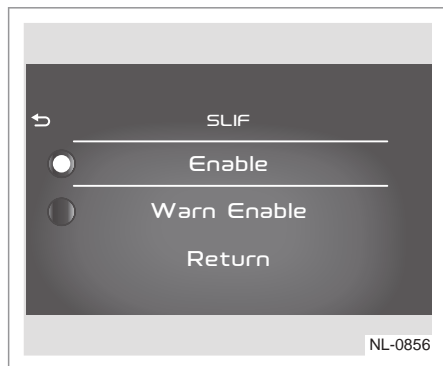 SLIF
Enable
Warn Enable
Return
NL-0856